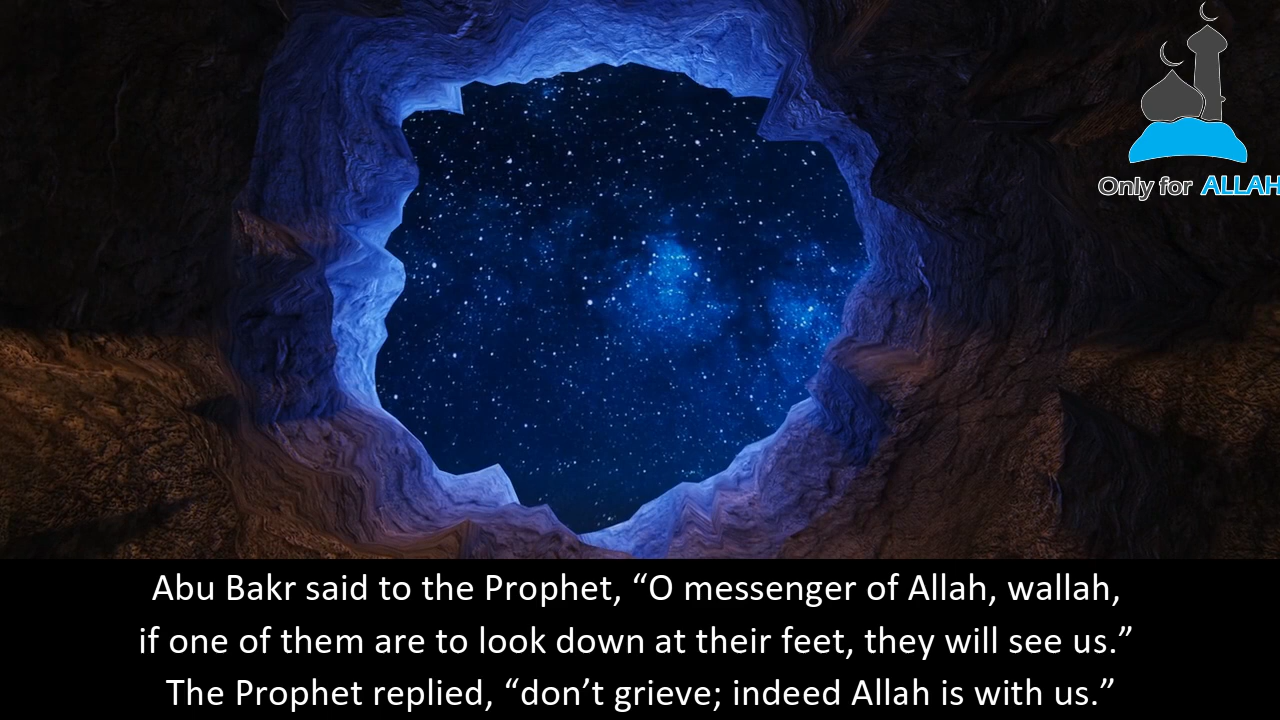 Only for ALLAH
Abu Bakr said to the Prophet, “O messenger of Allah, wallah,
if one of them are to look down at their feet, they will see us.”
The Prophet replied, “don’t grieve; indeed Allah is with us.”